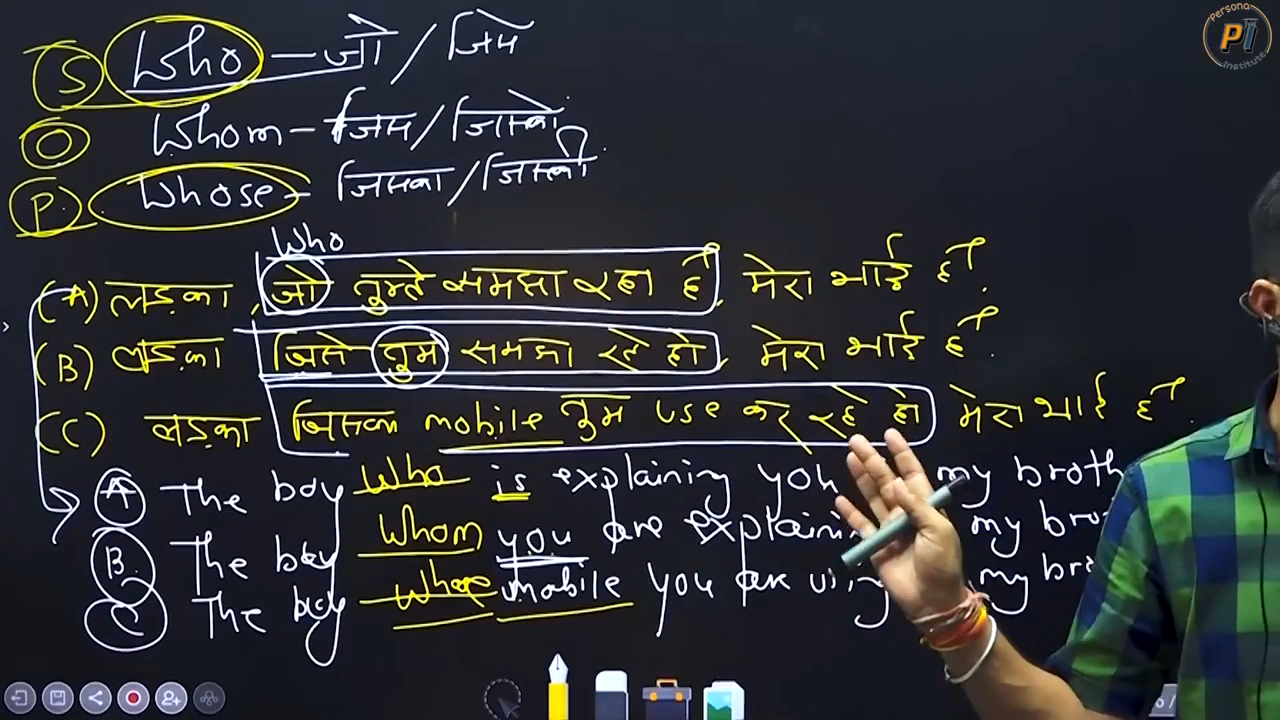 Persona
PI
Institute
S Who - जो / जिसे
O Whom - जिसे / जिसको
P. Whose - जिसका / जिसकी
Who
(A) लड़का, जो तुम्हे समझा रहा है, मेरा भाई है.
(B) लड़का जिसे तुम समझा रहे हो, मेरा भाई है.
(C) लड़का जिसका mobile तुम use कर रहे हो मेरा भाई है.
A The boy who is explaining you my broth
B. The boy whom you are explainin my bro
C The boy whose mobile you are using my bro